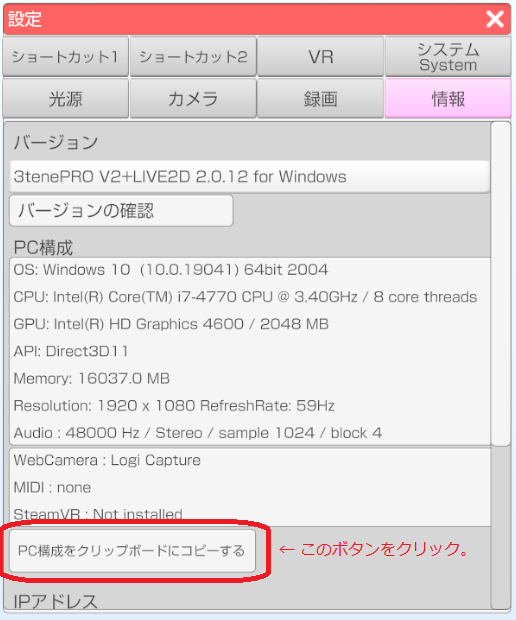 設定
ショートカット1 ショートカット2 VR システム
System
光源 カメラ 録画 情報
バージョン
3tenePRO V2+LIVE2D 2.0.12 for Windows
バージョンの確認
PC構成
OS: Windows 10 (10.0.19041) 64bit 2004
CPU: Intel(R) Core(TM) i7-4770 CPU @ 3.40GHz / 8 core threads
GPU: Intel(R) HD Graphics 4600 / 2048 MB
API: Direct3D11
Memory: 16037.0 MB
Resolution: 1920 x 1080 RefreshRate: 59Hz
Audio : 48000 Hz / Stereo / sample 1024 / block 4
WebCamera : Logi Capture
MIDI : none
SteamVR : Not installed
PC構成をクリップボードにコピーする ← このボタンをクリック。
IPアドレス